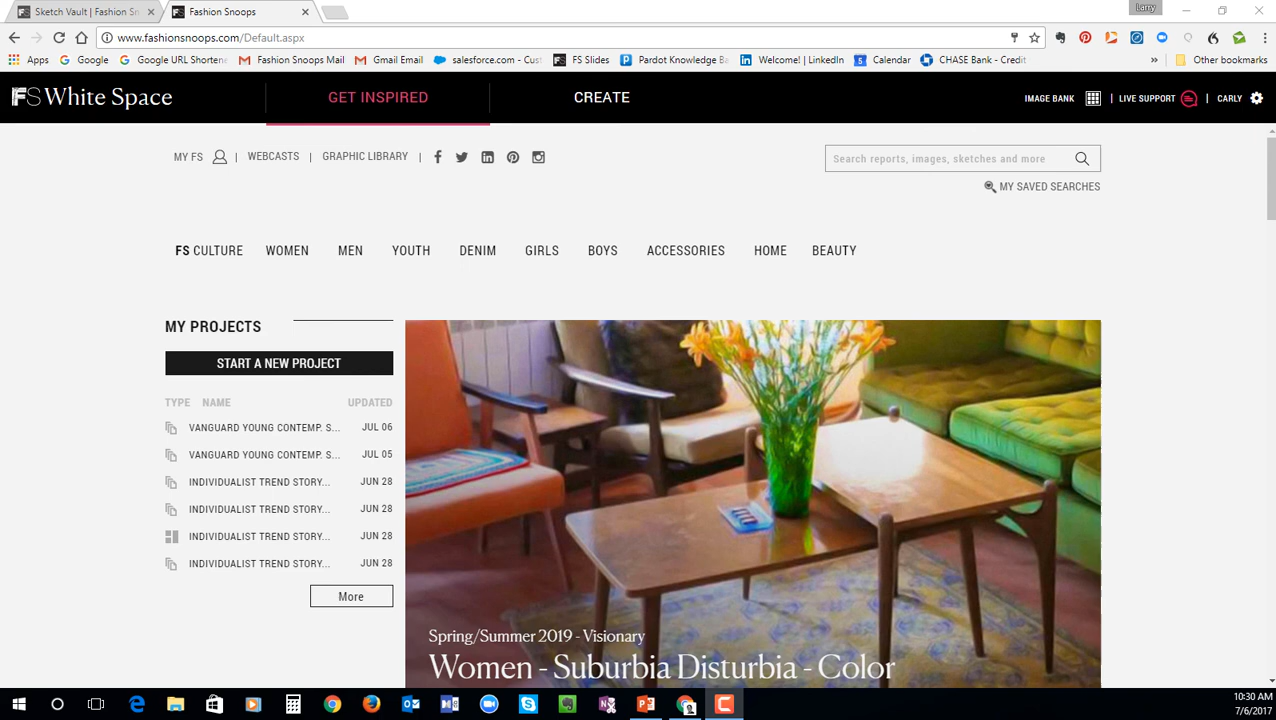 Sketch Vault | Fashion Sn
Fashion Snoops
Larry
www.fashionsnoops.com/Default.aspx
Apps
Google
Google URL Shortene
Fashion Snoops Mail
Gmail Email
salesforce.com - Cust
FS Slides
Pardot Knowledge Ba
Welcome! | LinkedIn
Calendar
CHASE Bank - Credit
Other bookmarks
FS White Space
GET INSPIRED
CREATE
IMAGE BANK
LIVE SUPPORT
CARLY
MY FS | WEBCASTS | GRAPHIC LIBRARY |
Search reports, images, sketches and more
MY SAVED SEARCHES
FS CULTURE WOMEN MEN YOUTH DENIM GIRLS BOYS ACCESSORIES HOME BEAUTY
MY PROJECTS
START A NEW PROJECT
TYPE NAME UPDATED
VANGUARD YOUNG CONTEMP. S... JUL 06
VANGUARD YOUNG CONTEMP. S... JUL 05
INDIVIDUALIST TREND STORY... JUN 28
INDIVIDUALIST TREND STORY... JUN 28
INDIVIDUALIST TREND STORY... JUN 28
INDIVIDUALIST TREND STORY... JUN 28
More
Spring/Summer 2019 - Visionary
Women - Suburbia Disturbia - Color
10:30 AM
7/6/2017